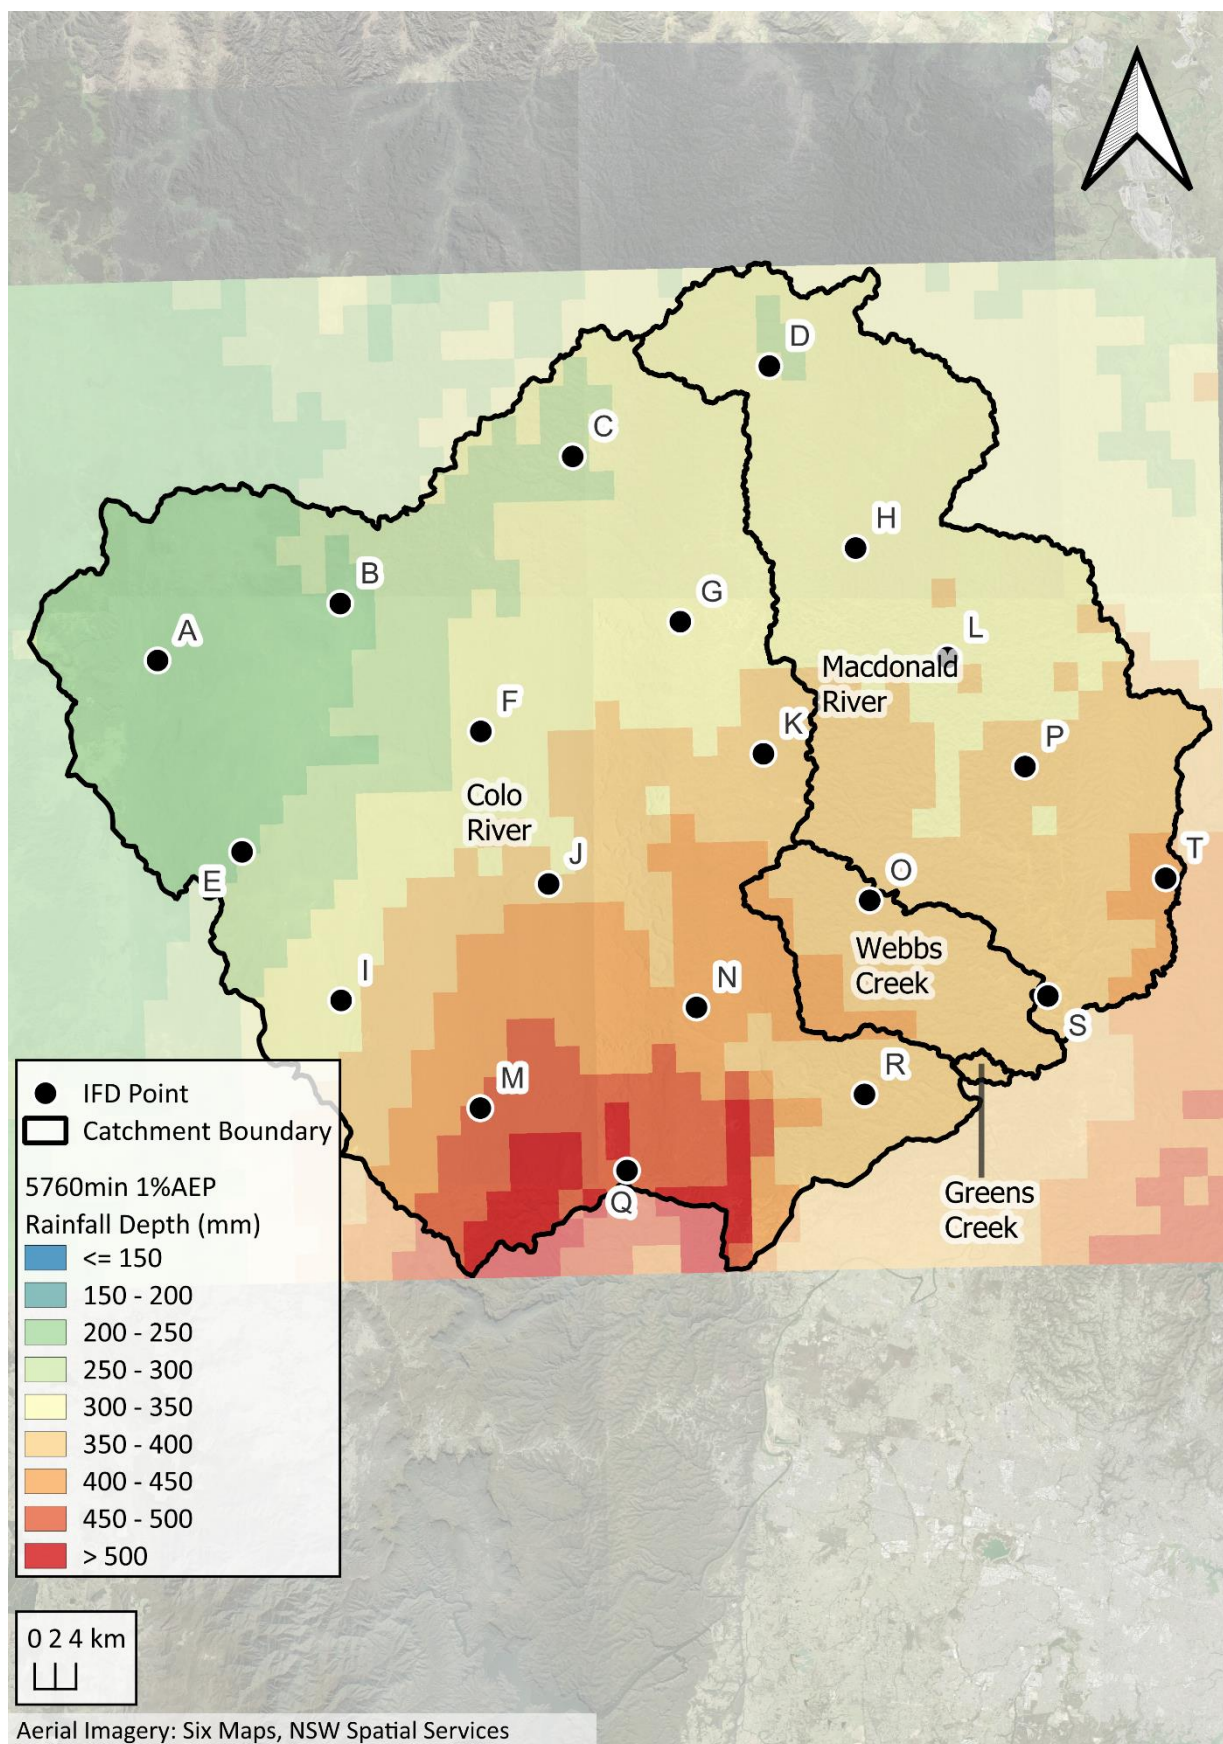 D
C
H
B
G
A
L
Macdonald
River
F
K
P
Colo
River
J
T
E
O
Webbs
Creek
I
N
S
M
R
Q
Greens
Creek
IFD Point
Catchment Boundary
5760min 1%AEP
Rainfall Depth (mm)
<= 150
150 - 200
200 - 250
250 - 300
300 - 350
350 - 400
400 - 450
450 - 500
> 500
0 2 4 km
Aerial Imagery: Six Maps, NSW Spatial Services